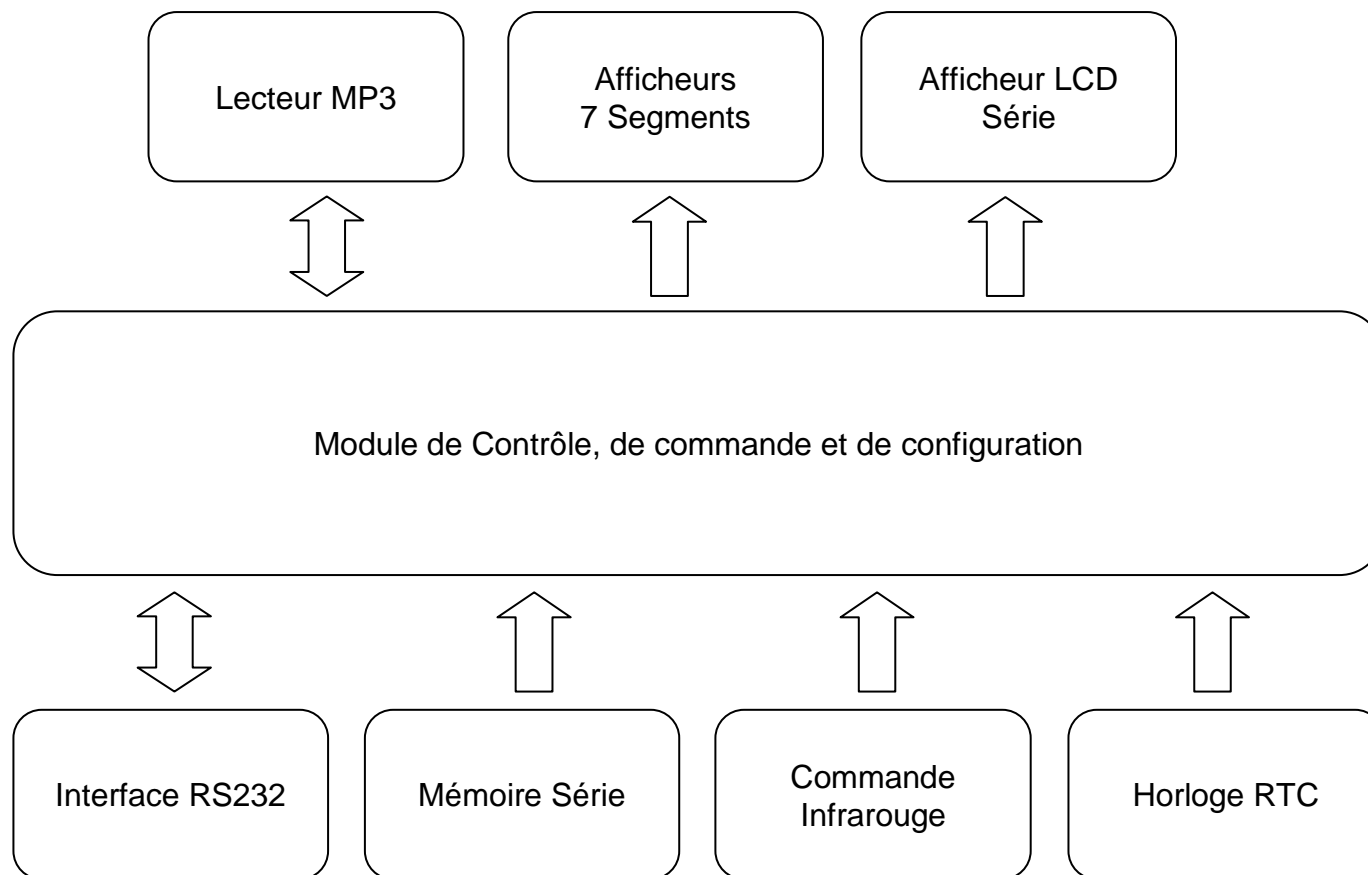 Lecteur MP3
Afficheurs
7 Segments
Afficheur LCD
Série
Module de Contrôle, de commande et de configuration
Interface RS232
Mémoire Série
Commande
Infrarouge
Horloge RTC